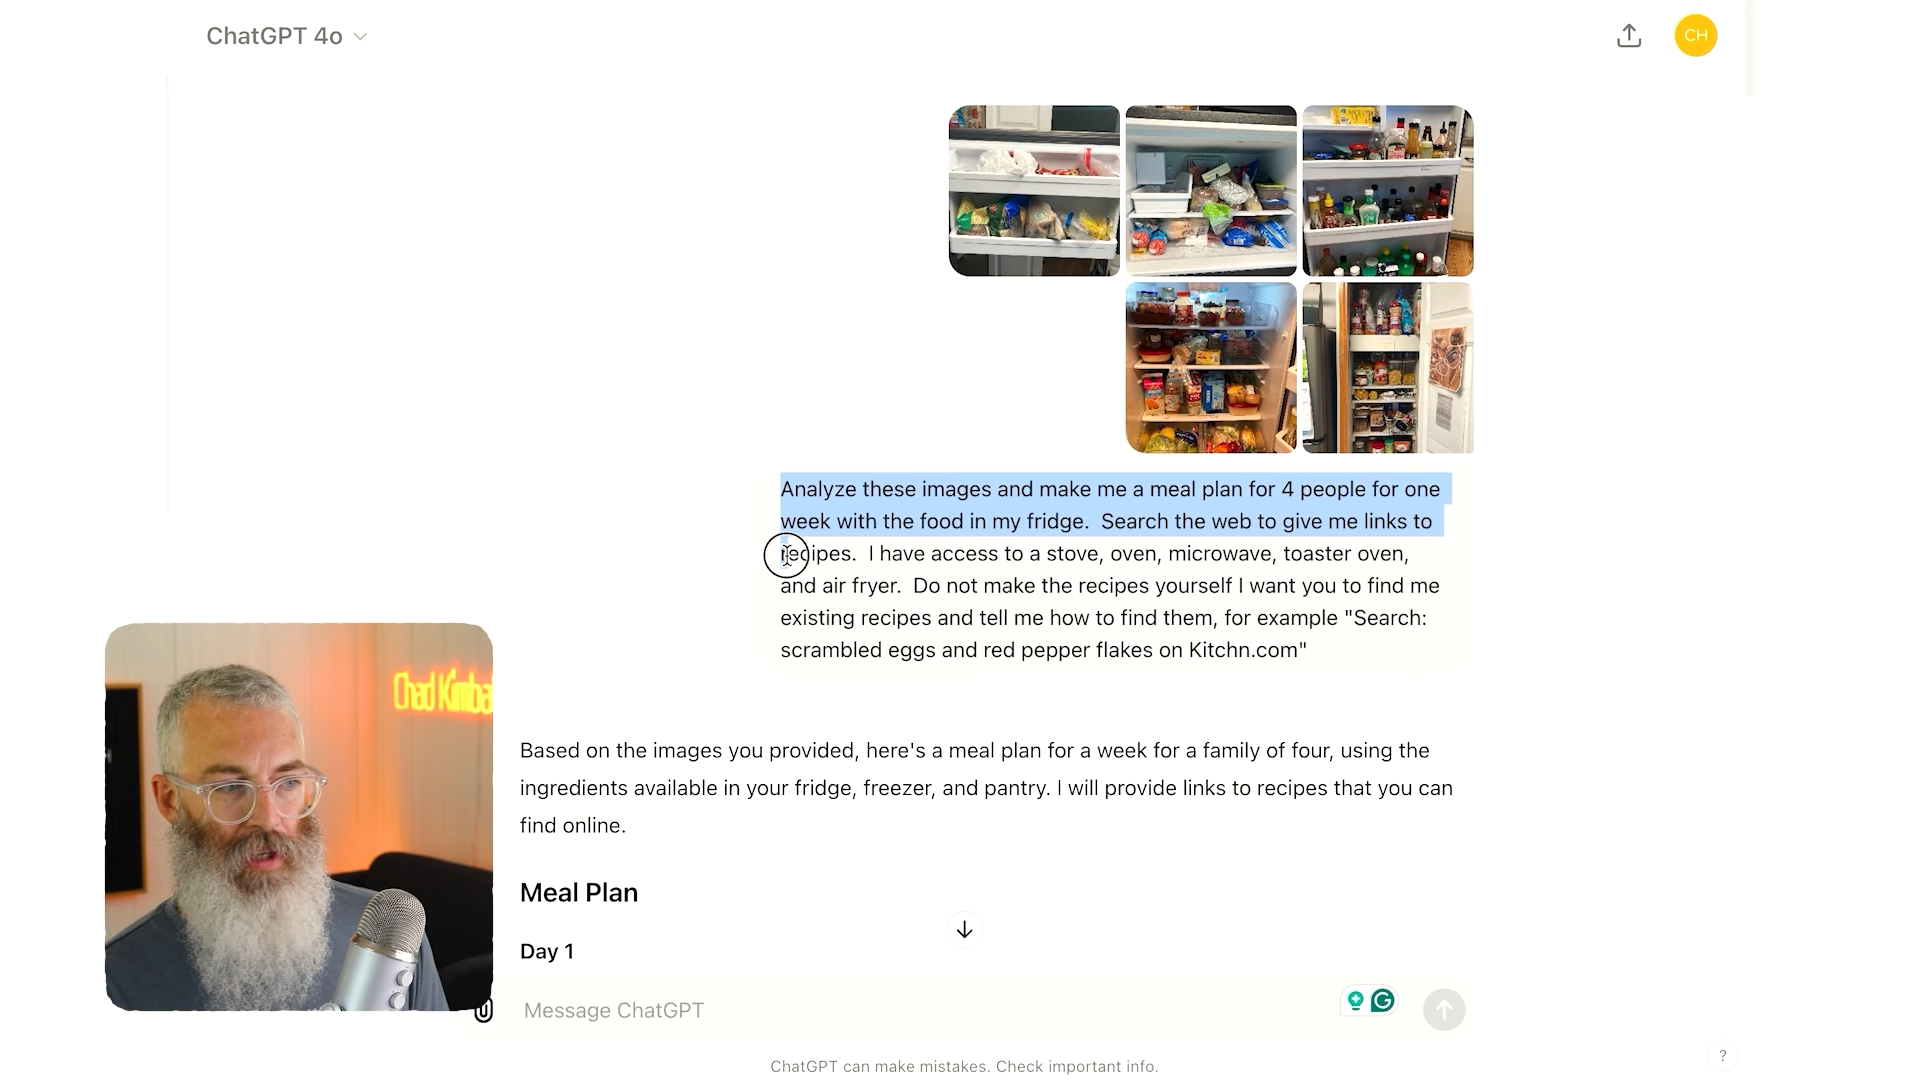 ChatGPT 4o
CH
Analyze these images and make me a meal plan for 4 people for one
week with the food in my fridge.  Search the web to give me links to
recipes.  I have access to a stove, oven, microwave, toaster oven,
and air fryer.  Do not make the recipes yourself I want you to find me
existing recipes and tell me how to find them, for example "Search:
scrambled eggs and red pepper flakes on Kitchn.com"
Based on the images you provided, here's a meal plan for a week for a family of four, using the
ingredients available in your fridge, freezer, and pantry. I will provide links to recipes that you can
find online.
Meal Plan
Day 1
Chad Kimba
Message ChatGPT
ChatGPT can make mistakes. Check important info.
?